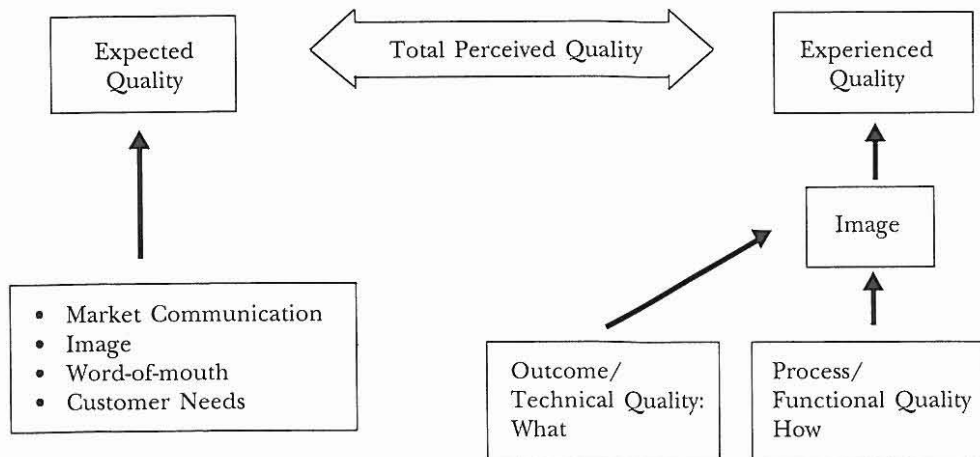 Expected
Quality
Total Perceived Quality
Experienced
Quality
Image
• Market Communication
• Image
• Word-of-mouth
• Customer Needs
Outcome/
Technical Quality:
What
Process/
Functional Quality
How